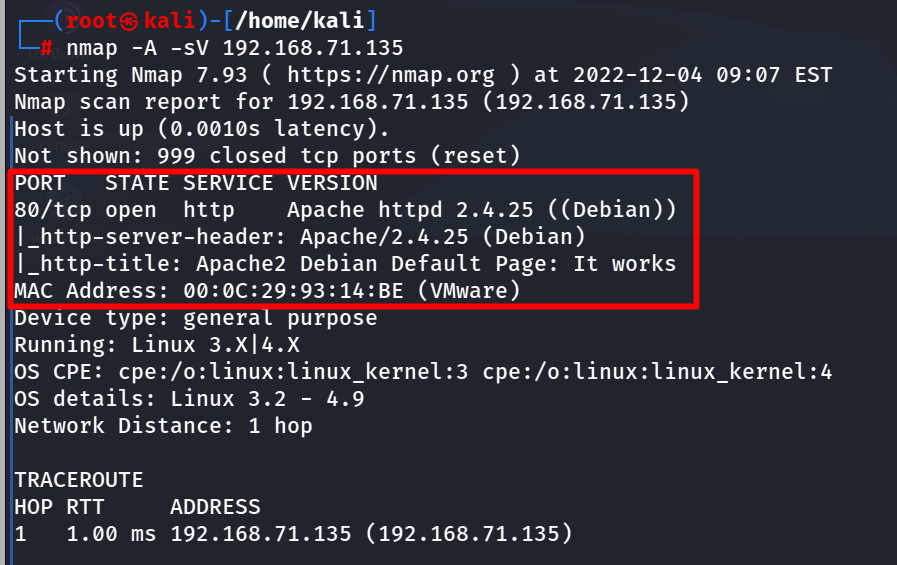 ┌──(root㉿kali)-[/home/kali]
└─# nmap -A -sV 192.168.71.135
Starting Nmap 7.93 ( https://nmap.org ) at 2022-12-04 09:07 EST
Nmap scan report for 192.168.71.135 (192.168.71.135)
Host is up (0.0010s latency).
Not shown: 999 closed tcp ports (reset)
PORT   STATE SERVICE VERSION
80/tcp open  http    Apache httpd 2.4.25 ((Debian))
|_http-server-header: Apache/2.4.25 (Debian)
|_http-title: Apache2 Debian Default Page: It works
MAC Address: 00:0C:29:93:14:BE (VMware)
Device type: general purpose
Running: Linux 3.X|4.X
OS CPE: cpe:/o:linux:linux_kernel:3 cpe:/o:linux:linux_kernel:4
OS details: Linux 3.2 - 4.9
Network Distance: 1 hop
TRACEROUTE
HOP RTT     ADDRESS
1   1.00 ms 192.168.71.135 (192.168.71.135)